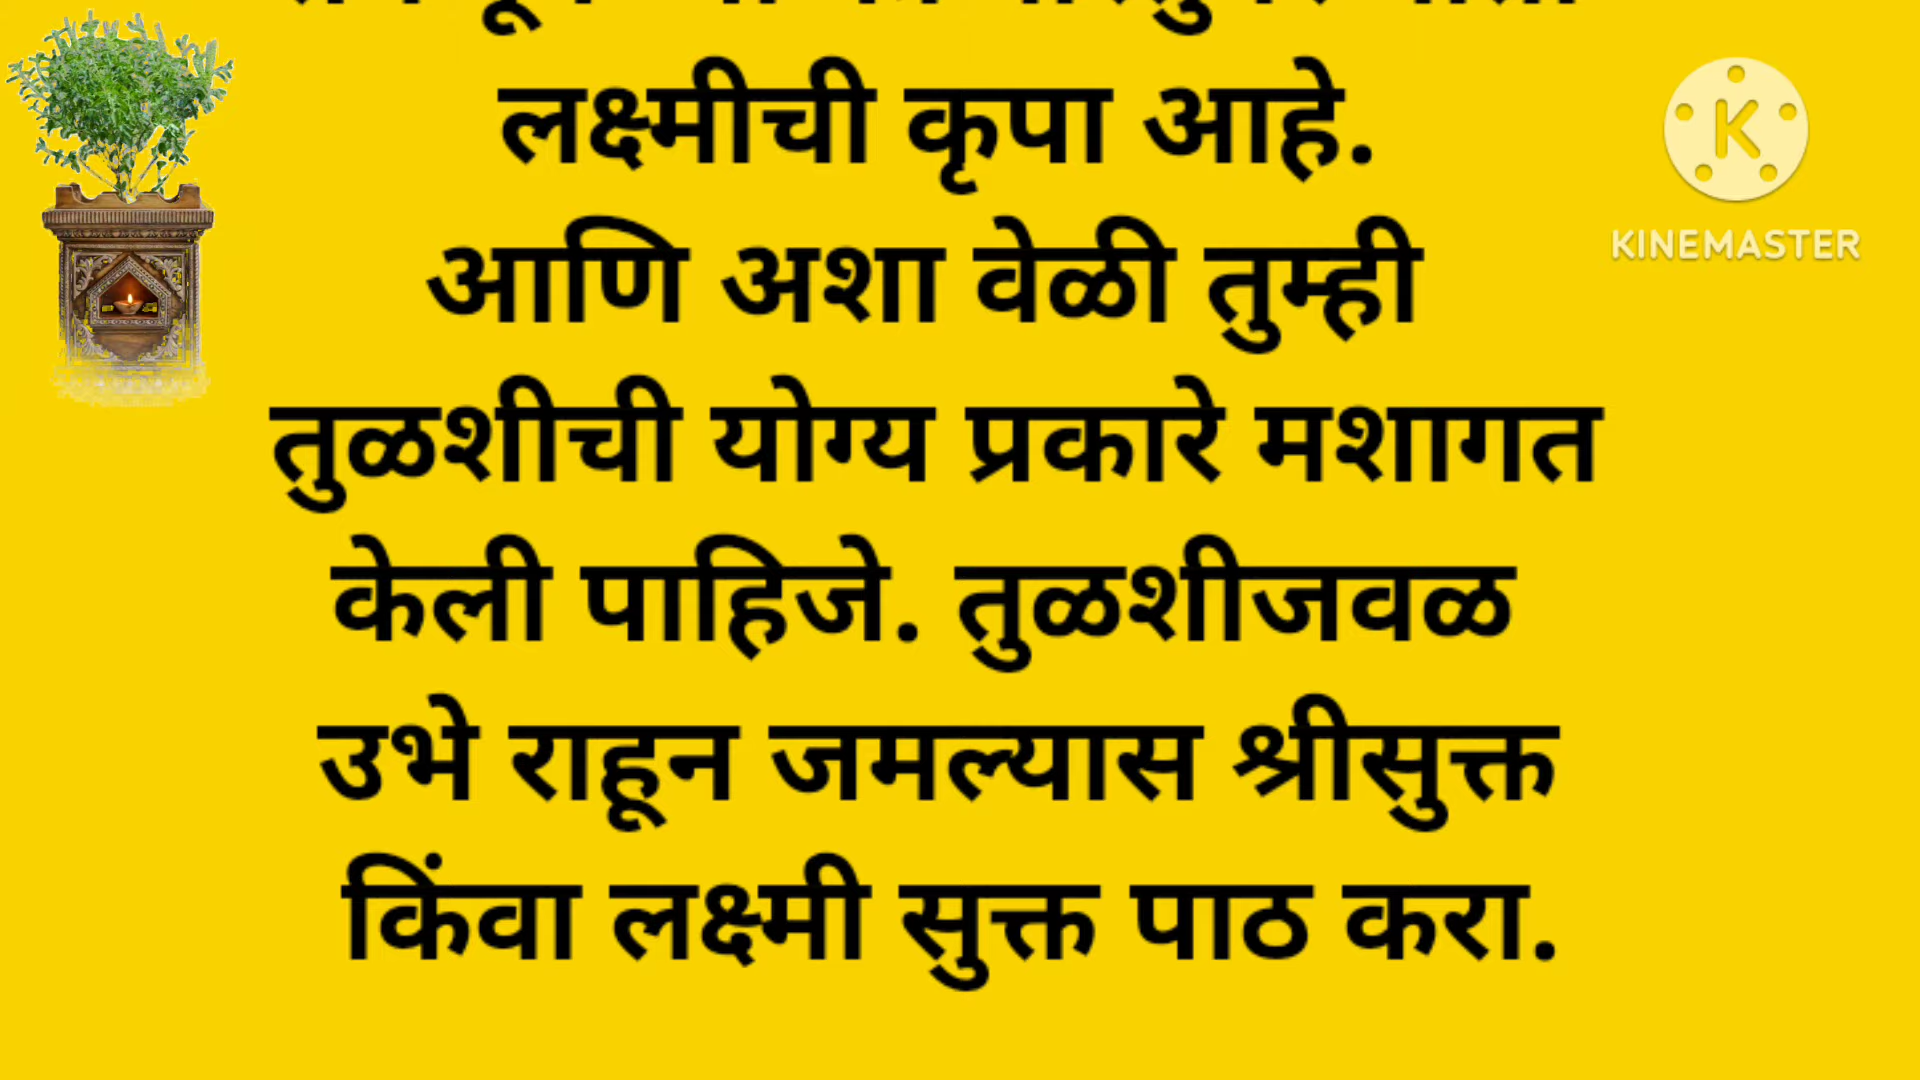 लक्ष्मीची कृपा आहे.
आणि अशा वेळी तुम्ही
तुळशीची योग्य प्रकारे मशागत
केली पाहिजे. तुळशीजवळ
उभे राहून जमल्यास श्रीसुक्त
किंवा लक्ष्मी सुक्त पाठ करा.
K
KINEMASTER